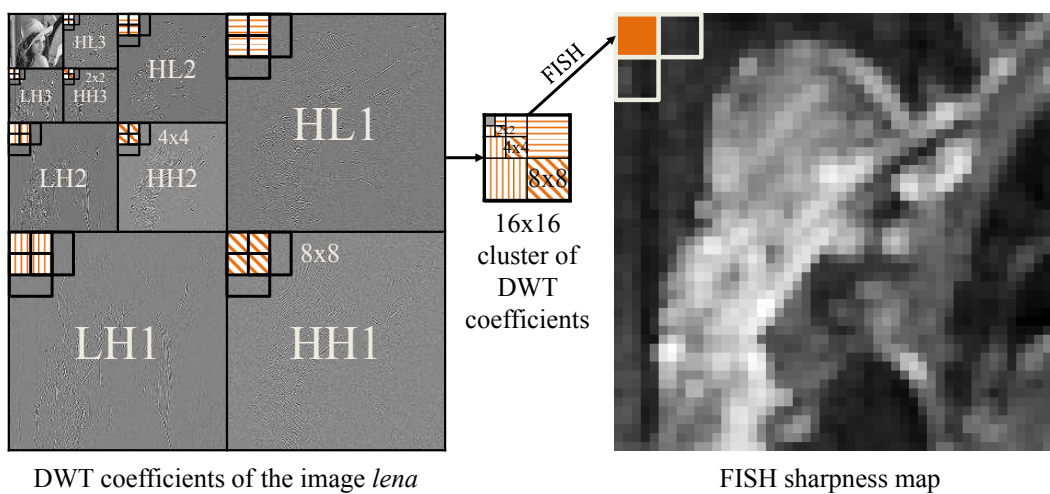 HL3
HL2
HL1
LH3
2x2
HH3
LH2
4x4
HH2
LH1
8x8
HH1
FISH
2x2
4x4
8x8
16x16
cluster of
DWT
coefficients
DWT coefficients of the image lena
FISH sharpness map